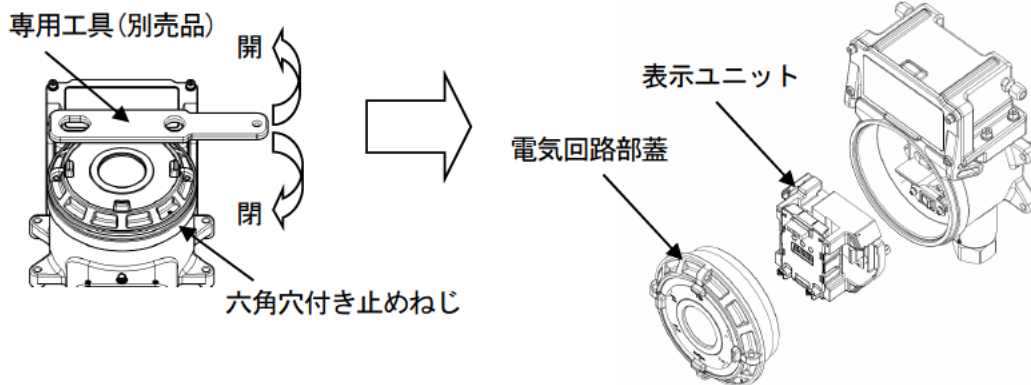 専用工具(別売品)
開
閉
六角穴付き止めねじ
表示ユニット
電気回路部蓋